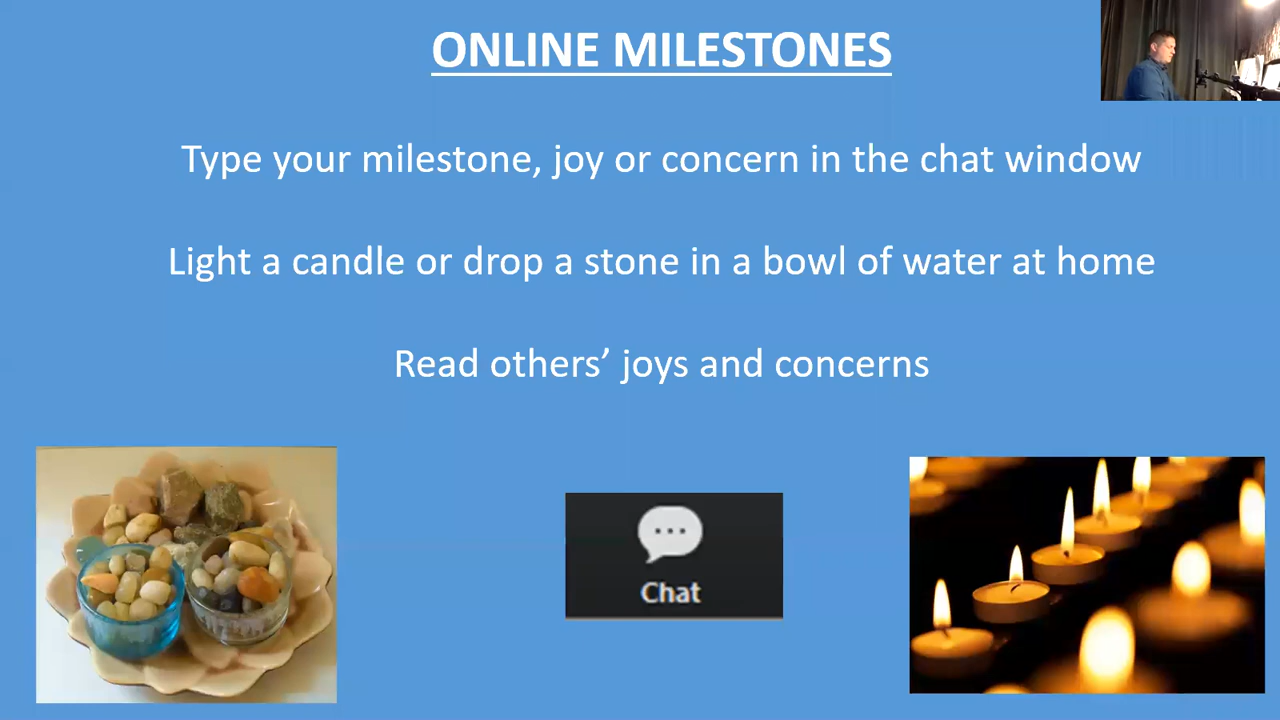 ONLINE MILESTONES
Type your milestone, joy or concern in the chat window
Light a candle or drop a stone in a bowl of water at home
Read others’ joys and concerns
Chat